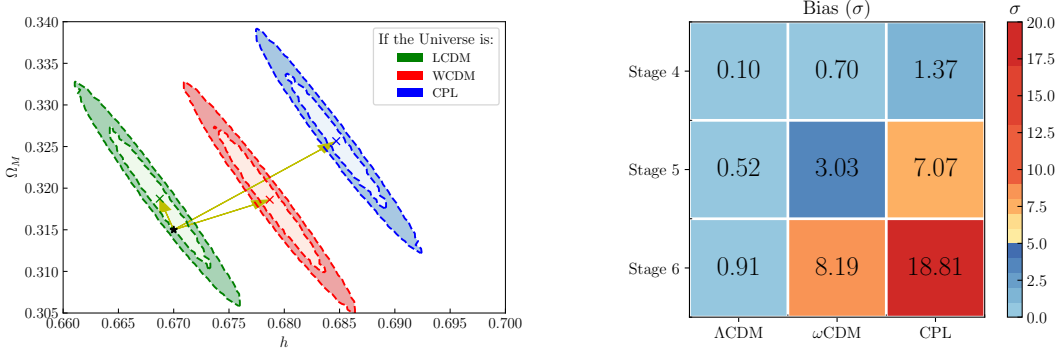 0.340
0.335
0.330
0.325
0.320
0.315
0.310
0.305
Ω_M
0.660 0.665 0.670 0.675 0.680 0.685 0.690 0.695 0.700
h
If the Universe is:
LCDM
WCDM
CPL
Bias (σ)
Stage 4 0.10 0.70 1.37
Stage 5 0.52 3.03 7.07
Stage 6 0.91 8.19 18.81
ΛCDM ωCDM CPL
σ
20.0
17.5
15.0
12.5
10.0
7.5
5.0
2.5
0.0